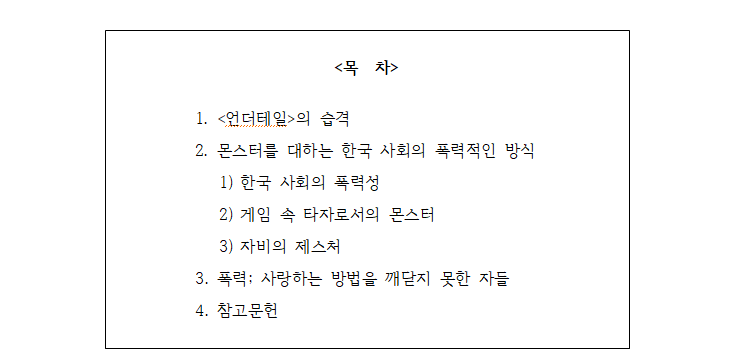 <목 차>
1. <언더테일>의 습격
2. 몬스터를 대하는 한국 사회의 폭력적인 방식
1) 한국 사회의 폭력성
2) 게임 속 타자로서의 몬스터
3) 자비의 제스처
3. 폭력; 사랑하는 방법을 깨닫지 못한 자들
4. 참고문헌